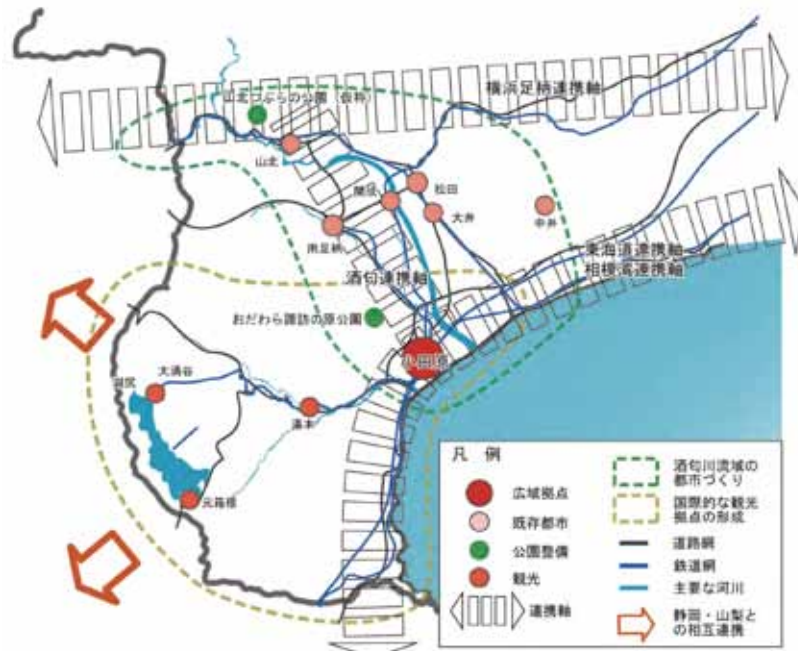 横浜足柄連携軸
山北つぶらの公園（仮称）
山北
開成
松田
大井
中井
南足柄
酒匂連携軸
東海道連携軸
相模湾連携軸
おだわら諏訪の原公園
小田原
湖尻
大涌谷
湯本
元箱根
凡 例
広域拠点
既存都市
公園整備
観光
連携軸
酒匂川流域の
都市づくり
国際的な観光
拠点の形成
道路網
鉄道網
主要な河川
静岡・山梨と
の相互連携